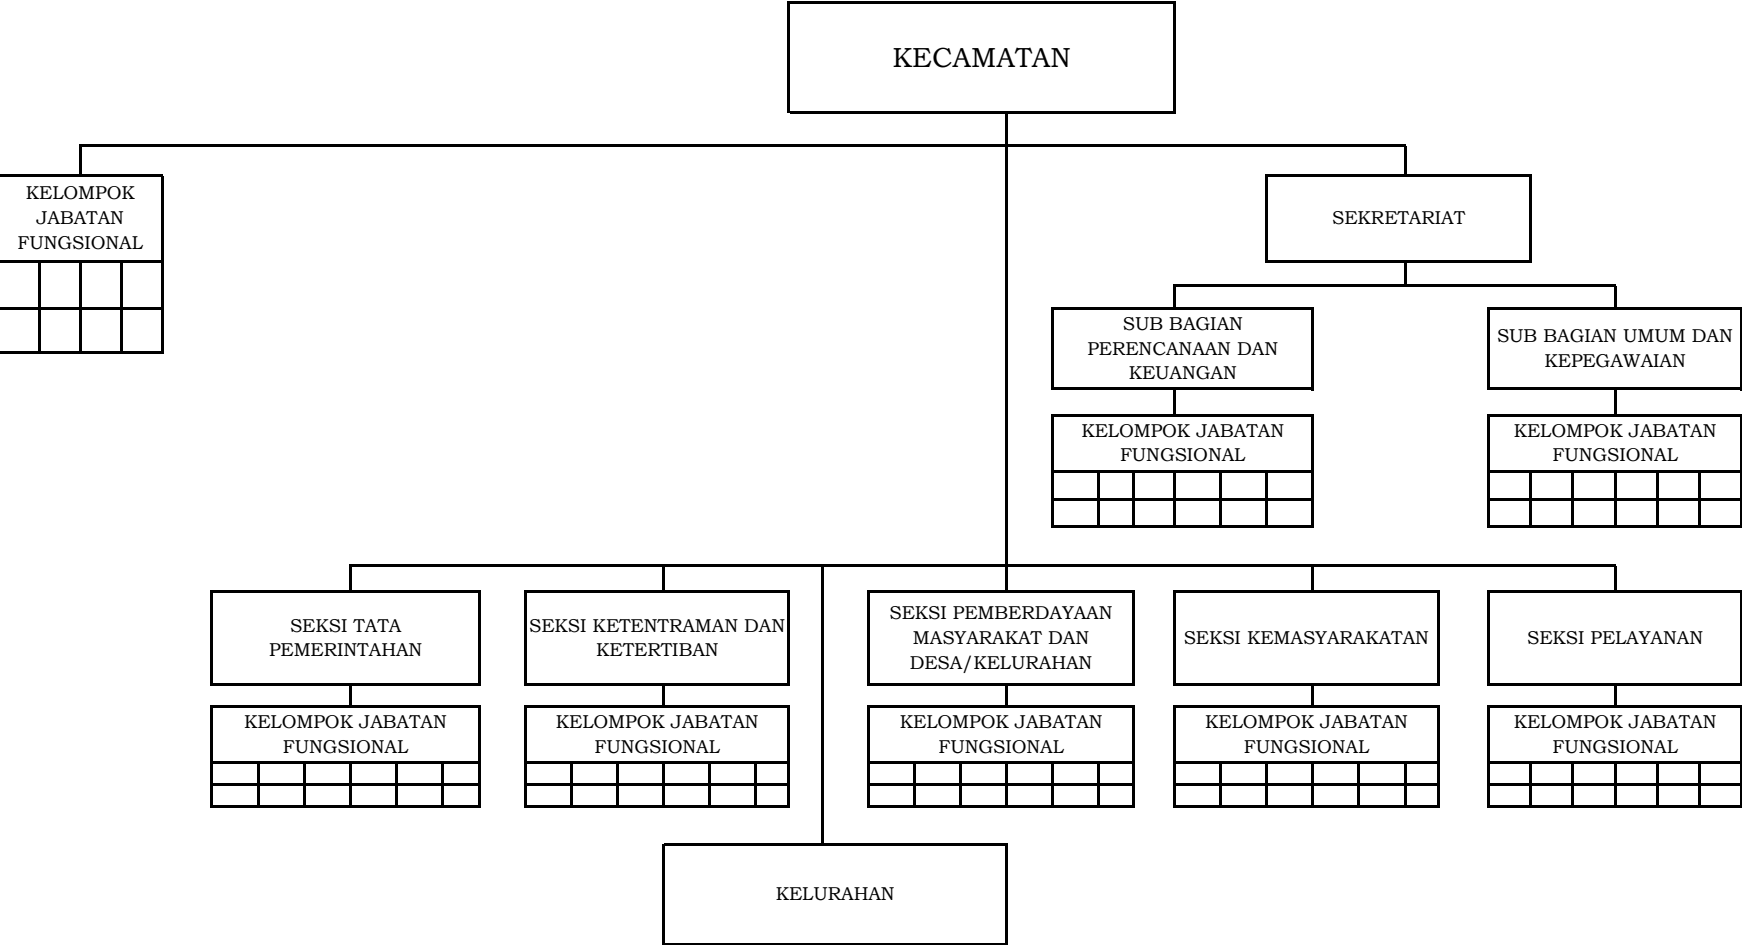 KECAMATAN
KELOMPOK
JABATAN
FUNGSIONAL
SEKRETARIAT
SUB BAGIAN
PERENCANAAN DAN
KEUANGAN
SUB BAGIAN UMUM DAN
KEPEGAWAIAN
KELOMPOK JABATAN
FUNGSIONAL
KELOMPOK JABATAN
FUNGSIONAL
SEKSI TATA
PEMERINTAHAN
SEKSI KETENTRAMAN DAN
KETERTIBAN
SEKSI PEMBERDAYAAN
MASYARAKAT DAN
DESA/KELURAHAN
SEKSI KEMASYARAKATAN
SEKSI PELAYANAN
KELOMPOK JABATAN
FUNGSIONAL
KELOMPOK JABATAN
FUNGSIONAL
KELOMPOK JABATAN
FUNGSIONAL
KELOMPOK JABATAN
FUNGSIONAL
KELOMPOK JABATAN
FUNGSIONAL
KELURAHAN